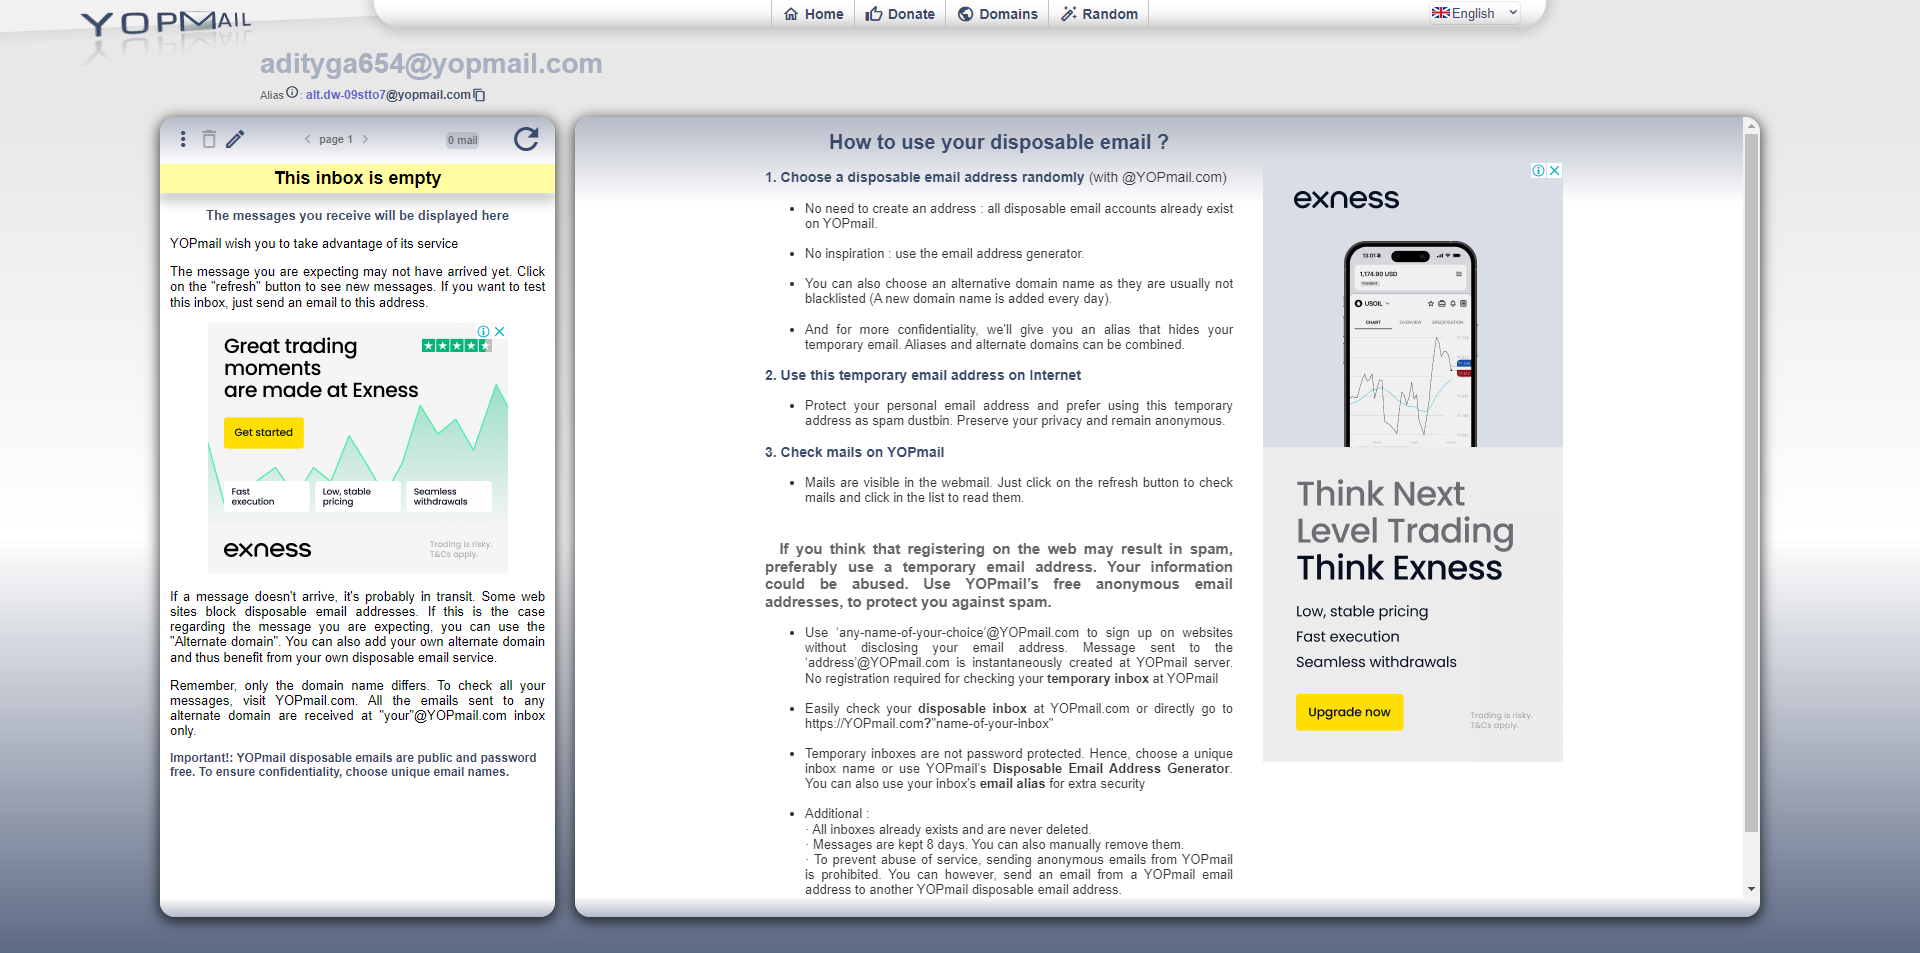 YOPMAIL
Home
Donate
Domains
Random
English
adityga654@yopmail.com
Alias : alt.dw-09stto7@yopmail.com
page 1
0 mail
This inbox is empty
The messages you receive will be displayed here
YOPmail wish you to take advantage of its service
The message you are expecting may not have arrived yet. Click
on the "refresh" button to see new messages. If you want to test
this inbox, just send an email to this address.
Great trading
moments
are made at Exness
Get started
Fast
execution
Low, stable
pricing
Seamless
withdrawals
exness
Trading is risky.
T&Cs apply.
If a message doesn't arrive, it's probably in transit. Some web
sites block disposable email addresses. If this is the case
regarding the message you are expecting, you can use the
"Alternate domain". You can also add your own alternate domain
and thus benefit from your own disposable email service.
Remember, only the domain name differs. To check all your
messages, visit YOPmail.com. All the emails sent to any
alternate domain are received at "your"@YOPmail.com inbox
only.
Important!: YOPmail disposable emails are public and password
free. To ensure confidentiality, choose unique email names.
How to use your disposable email ?
1. Choose a disposable email address randomly (with @YOPmail.com)
• No need to create an address : all disposable email accounts already exist
on YOPmail.
• No inspiration : use the email address generator.
• You can also choose an alternative domain name as they are usually not
blacklisted (A new domain name is added every day).
• And for more confidentiality, we'll give you an alias that hides your
temporary email. Aliases and alternate domains can be combined.
2. Use this temporary email address on Internet
• Protect your personal email address and prefer using this temporary
address as spam dustbin. Preserve your privacy and remain anonymous.
3. Check mails on YOPmail
• Mails are visible in the webmail. Just click on the refresh button to check
mails and click in the list to read them.
If you think that registering on the web may result in spam,
preferably use a temporary email address. Your information
could be abused. Use YOPmail's free anonymous email
addresses, to protect you against spam.
• Use 'any-name-of-your-choice'@YOPmail.com to sign up on websites
without disclosing your email address. Message sent to the
'address'@YOPmail.com is instantaneously created at YOPmail server.
No registration required for checking your temporary inbox at YOPmail
• Easily check your disposable inbox at YOPmail.com or directly go to
https://YOPmail.com?"name-of-your-inbox"
• Temporary inboxes are not password protected. Hence, choose a unique
inbox name or use YOPmail's Disposable Email Address Generator.
You can also use your inbox's email alias for extra security
• Additional :
· All inboxes already exists and are never deleted.
· Messages are kept 8 days. You can also manually remove them.
· To prevent abuse of service, sending anonymous emails from YOPmail
is prohibited. You can however, send an email from a YOPmail email
address to another YOPmail disposable email address.
exness
13:01
1,174.90 USD
USOIL
CHART
OVERVIEW
SPECIFICATION
Think Next
Level Trading
Think Exness
Low, stable pricing
Fast execution
Seamless withdrawals
Upgrade now
Trading is risky.
T&Cs apply.